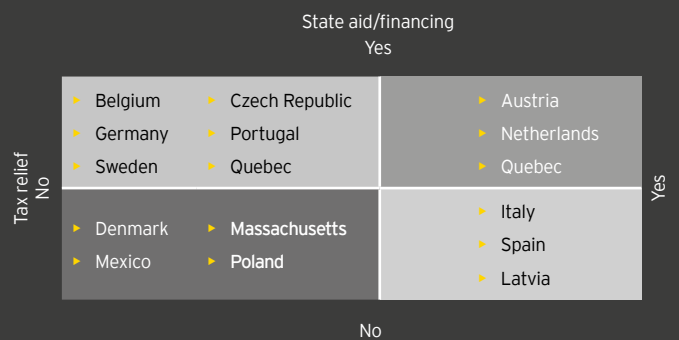 State aid/financing
Yes
Tax relief
No
Belgium
Germany
Sweden
Czech Republic
Portugal
Quebec
Austria
Netherlands
Quebec
Yes
Denmark
Mexico
Massachusetts
Poland
Italy
Spain
Latvia
No